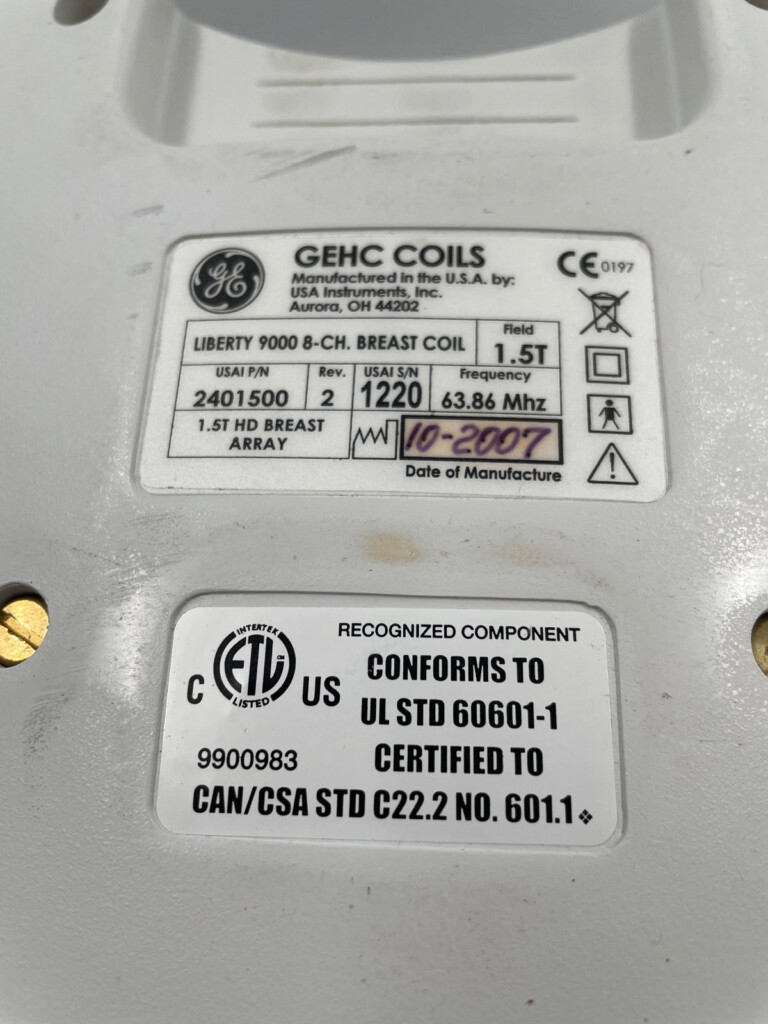 GE
GEHC COILS
Manufactured in the U.S.A. by:
USA Instruments, Inc.
Aurora, OH 44202
CE 0197
LIBERTY 9000 8-CH. BREAST COIL
Field
1.5T
USAI P/N
2401500
Rev.
2
USAI S/N
1220
Frequency
63.86 Mhz
1.5T HD BREAST
ARRAY
10-2007
Date of Manufacture
INTERTEK
ETL CM
LISTED
C US
RECOGNIZED COMPONENT
CONFORMS TO
UL STD 60601-1
9900983 CERTIFIED TO
CAN/CSA STD C22.2 NO. 601.1